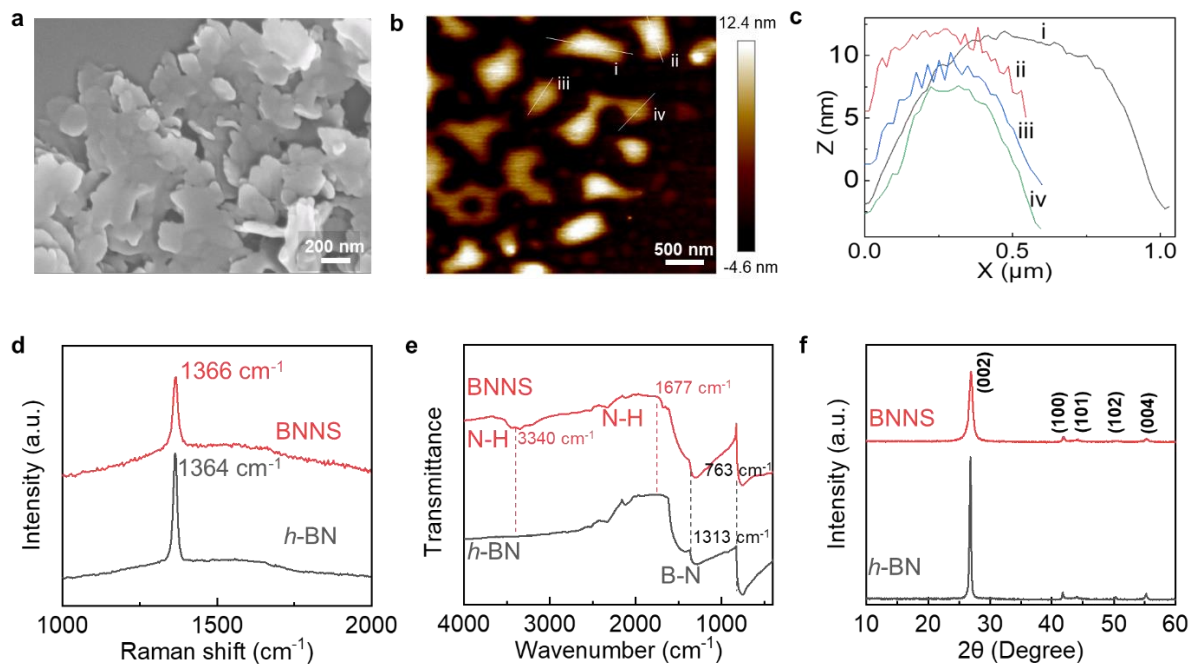 a
200 nm
b
12.4 nm
-4.6 nm
i
ii
iii
iv
500 nm
c
Z (nm)
10
5
0
i
ii
iii
iv
0.0
0.5
1.0
X (μm)
d
Intensity (a.u.)
1366 cm⁻¹
BNNS
1364 cm⁻¹
h-BN
1000
1500
2000
Raman shift (cm⁻¹)
e
Transmittance
BNNS
1677 cm⁻¹
N-H
N-H
3340 cm⁻¹
763 cm⁻¹
1313 cm⁻¹
h-BN
B-N
4000
3000
2000
1000
Wavenumber (cm⁻¹)
f
Intensity (a.u.)
(002)
(100)
(101)
(102)
(004)
BNNS
h-BN
10
20
30
40
50
60
2θ (Degree)